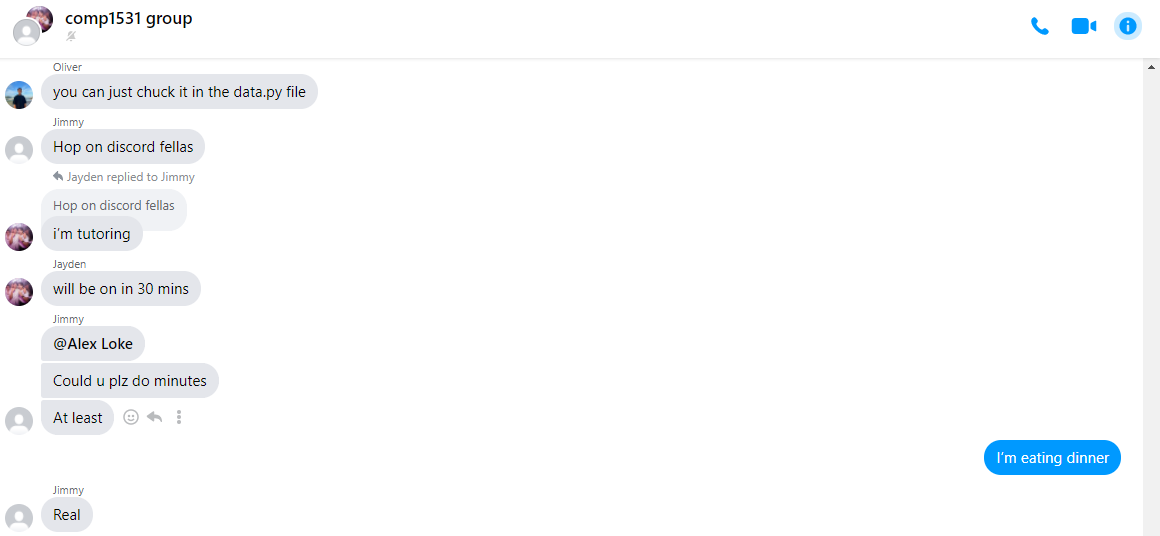 comp1531 group
Oliver
you can just chuck it in the data.py file
Jimmy
Hop on discord fellas
Jayden replied to Jimmy
Hop on discord fellas
i'm tutoring
Jayden
will be on in 30 mins
Jimmy
@Alex Loke
Could u plz do minutes
At least
I'm eating dinner
Jimmy
Real